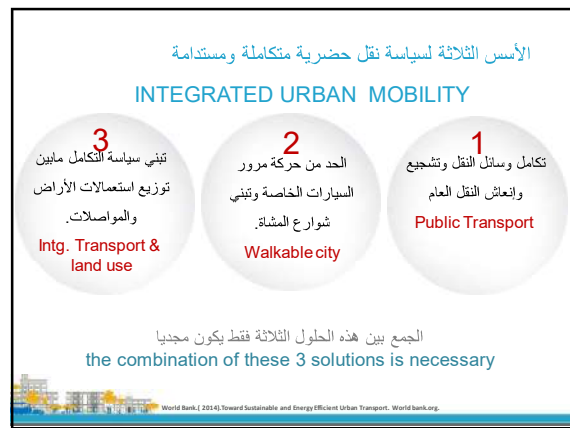 الأسس الثلاثة لسياسة نقل حضرية متكاملة ومستدامة
INTEGRATED URBAN MOBILITY
1
تكامل وسائل النقل وتشجيع
وإنعاش النقل العام
Public Transport
2
الحد من حركة مرور
السيارات الخاصة وتبني
شوارع المشاة.
Walkable city
3
تبني سياسة التكامل مابين
توزيع استعمالات الأراض
والمواصلات.
Intg. Transport &
land use
الجمع بين هذه الحلول الثلاثة فقط يكون مجديا
the combination of these 3 solutions is necessary
World Bank.( 2014).Toward Sustainable and Energy Efficient Urban Transport. World bank.org.